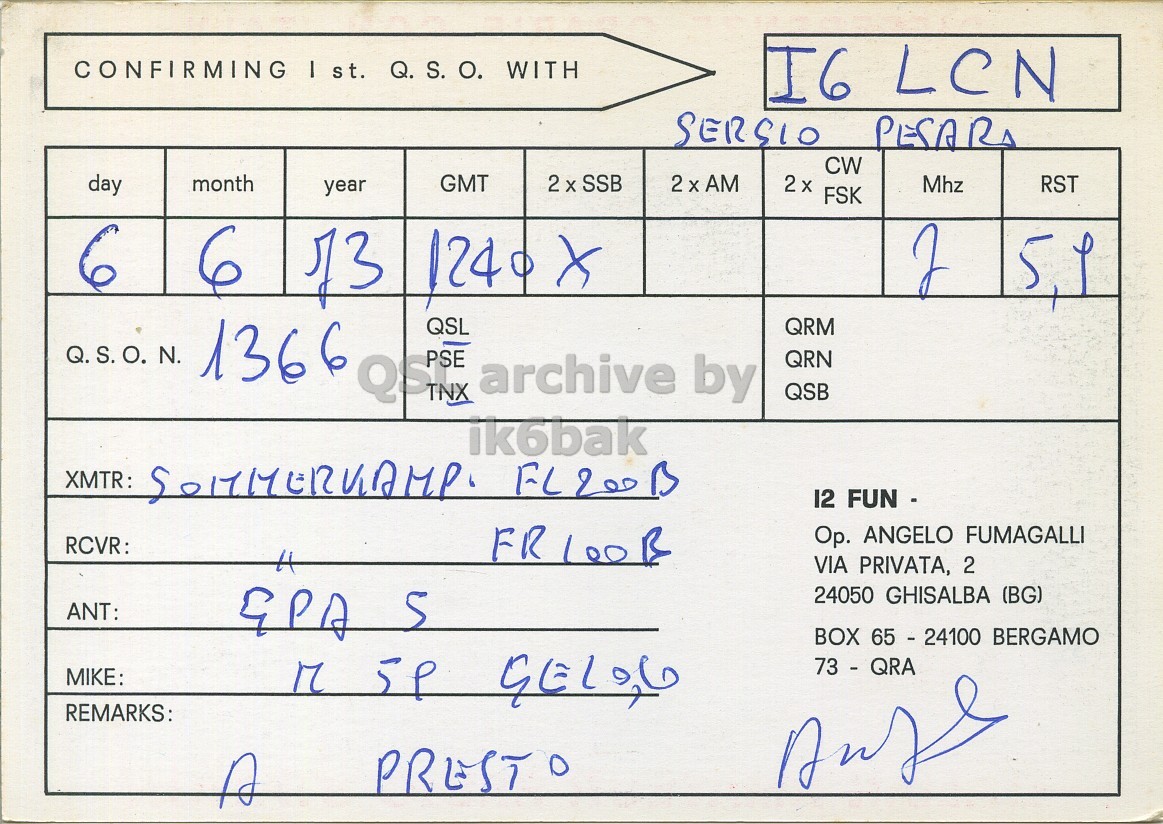 CONFIRMING I st. Q. S. O. WITH
I6 LCN
SERGIO PESARO
day month year GMT 2 x SSB 2 x AM 2 x CW FSK Mhz RST
6 6 73 1240 X 7 5,9
Q. S. O. N. 1366
QSL
PSE
TNX
QRM
QRN
QSB
QSL archive by
ik6bak
XMTR: SOMMERKAMP. FL200B
RCVR: " FR100B
ANT: GPA 5
MIKE: M 59 GELOSO
REMARKS:
A PRESTO
I2 FUN -
Op. ANGELO FUMAGALLI
VIA PRIVATA, 2
24050 GHISALBA (BG)
BOX 65 - 24100 BERGAMO
73 - QRA